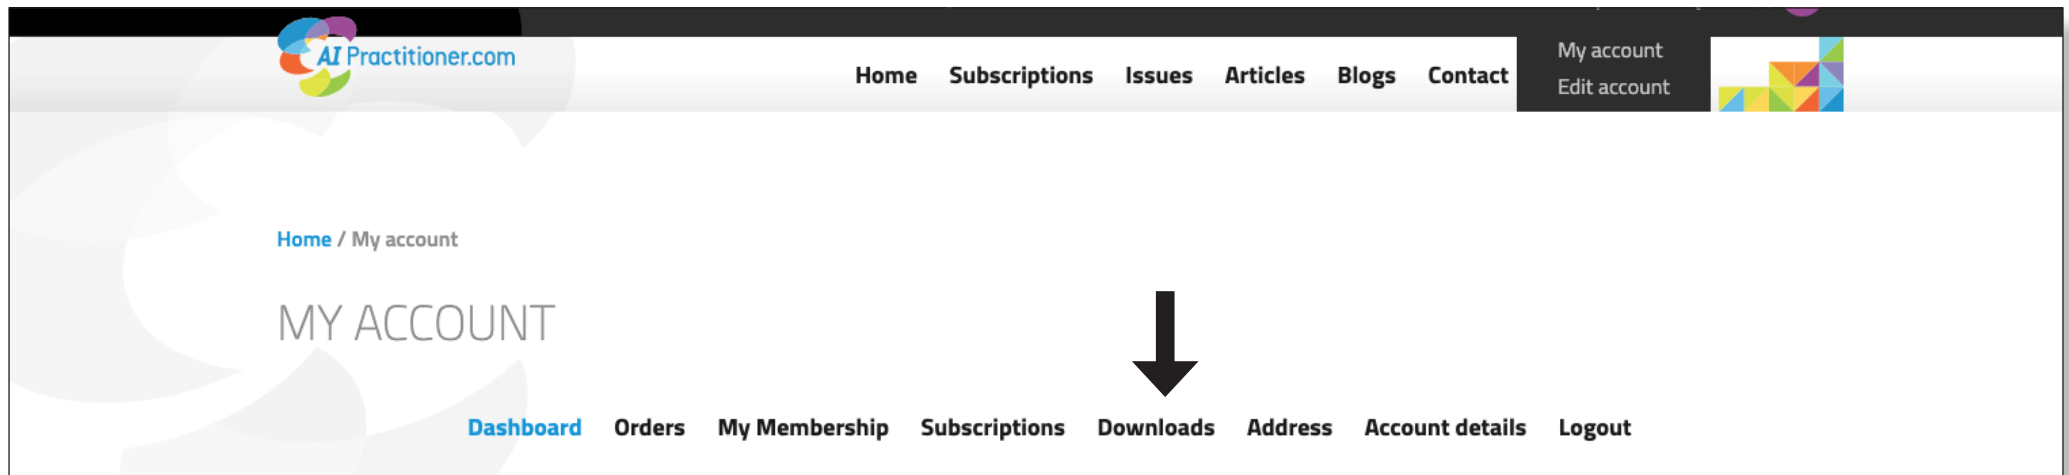 AI Practitioner.com
Home Subscriptions Issues Articles Blogs Contact
My account
Edit account
Home / My account
MY ACCOUNT
Dashboard Orders My Membership Subscriptions Downloads Address Account details Logout